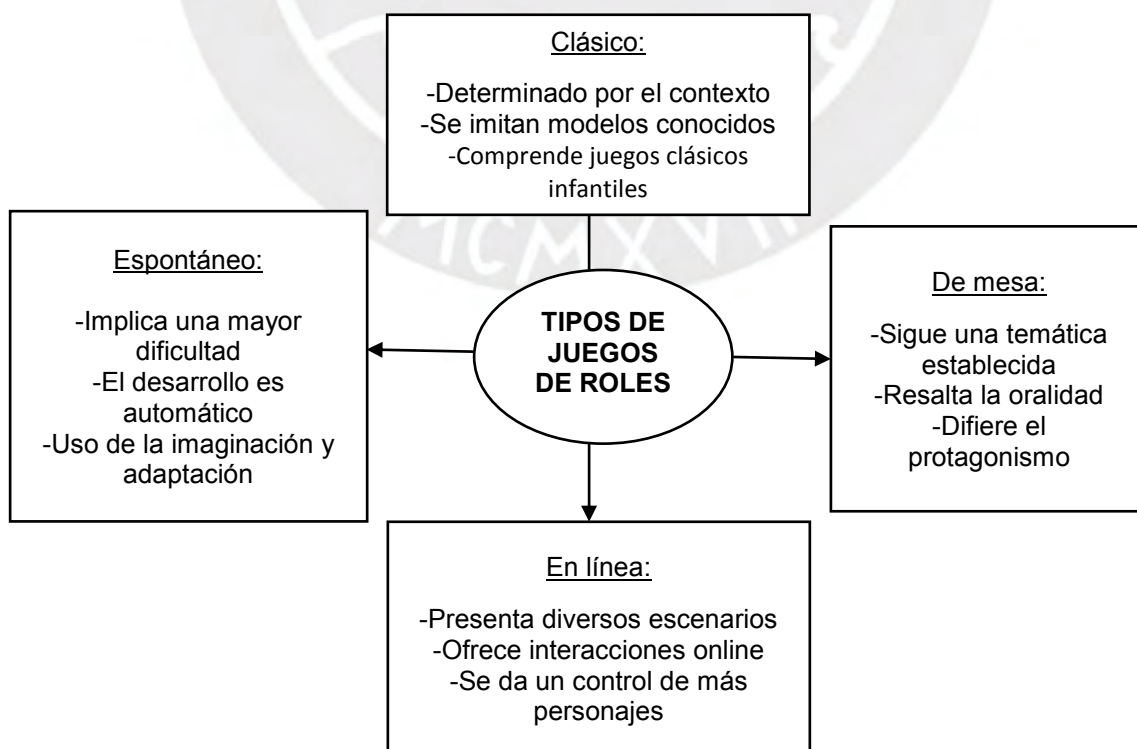 Clásico:
-Determinado por el contexto
-Se imitan modelos conocidos
-Comprende juegos clásicos
infantiles
MCMXVII
Espontáneo:
-Implica una mayor
dificultad
-El desarrollo es
automático
-Uso de la imaginación y
adaptación
TIPOS DE
JUEGOS
DE ROLES
De mesa:
-Sigue una temática
establecida
-Resalta la oralidad
-Difiere el
protagonismo
En línea:
-Presenta diversos escenarios
-Ofrece interacciones online
-Se da un control de más
personajes